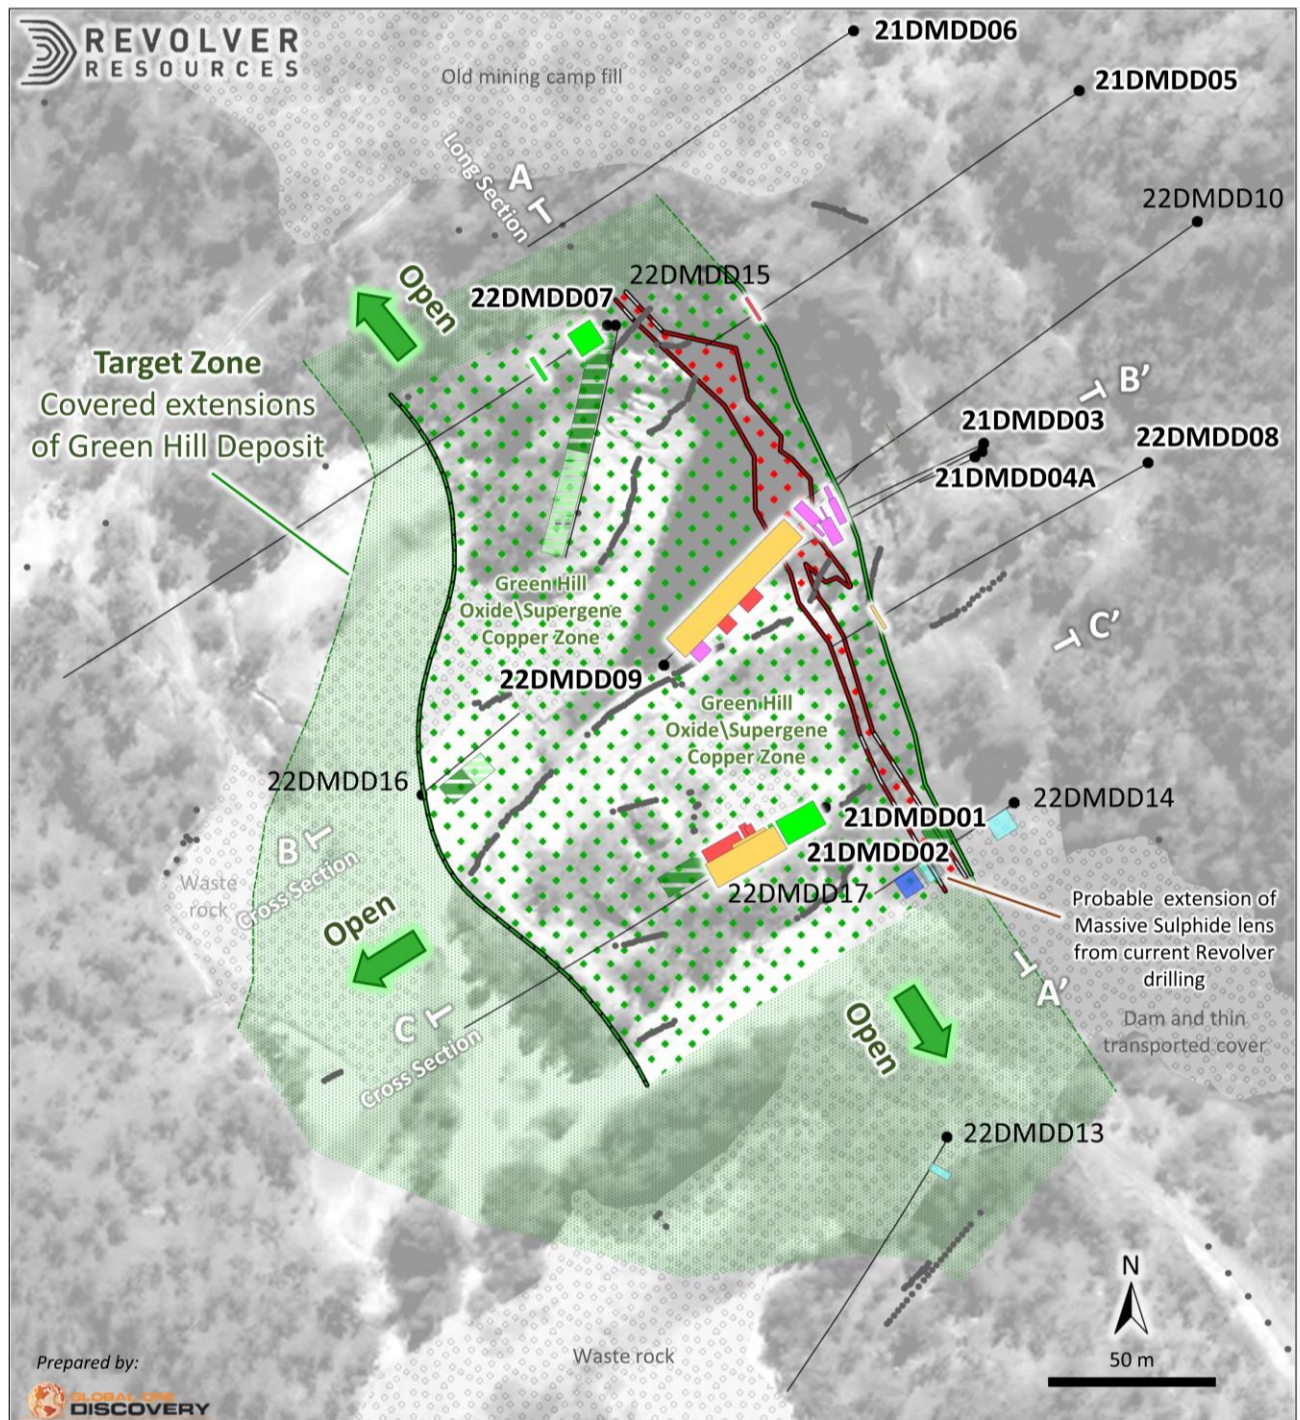 REVOLVER
RESOURCES
21DMDD06
Old mining camp fill
21DMDD05
A
Long Section
22DMDD10
Open
22DMDD15
22DMDD07
Target Zone
Covered extensions
of Green Hill Deposit
B’
21DMDD03
22DMDD08
21DMDD04A
Green Hill
Oxide\Supergene
Copper Zone
C’
22DMDD09
Green Hill
Oxide\Supergene
Copper Zone
22DMDD16
22DMDD14
21DMDD01
B
Cross Section
21DMDD02
Waste
rock
22DMDD17
Probable extension of
Massive Sulphide lens
from current Revolver
drilling
Open
A’
C
Cross Section
Open
Dam and thin
transported cover
22DMDD13
N
Waste rock
50 m
Prepared by:
GLOBAL ORE
DISCOVERY